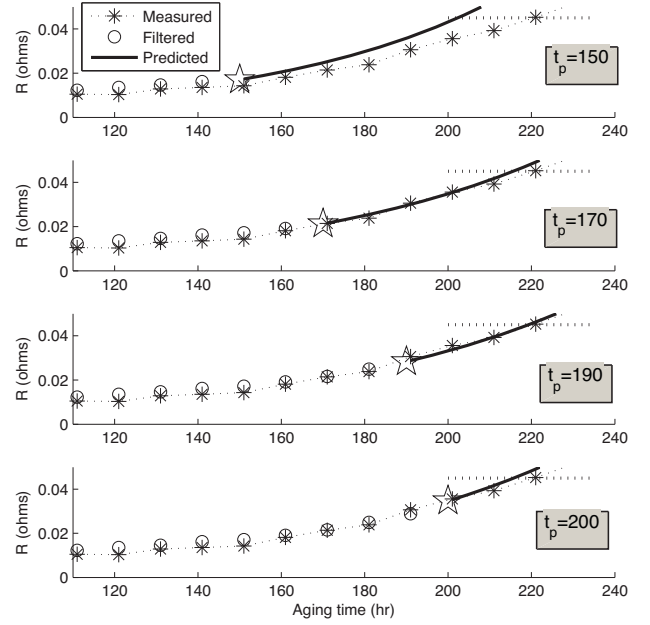 Measured
Filtered
Predicted
R (ohms)
0.04
0.02
0
120 140 160 180 200 220 240
t_p=150
R (ohms)
0.04
0.02
0
120 140 160 180 200 220 240
t_p=170
R (ohms)
0.04
0.02
0
120 140 160 180 200 220 240
t_p=190
R (ohms)
0.04
0.02
0
120 140 160 180 200 220 240
t_p=200
Aging time (hr)